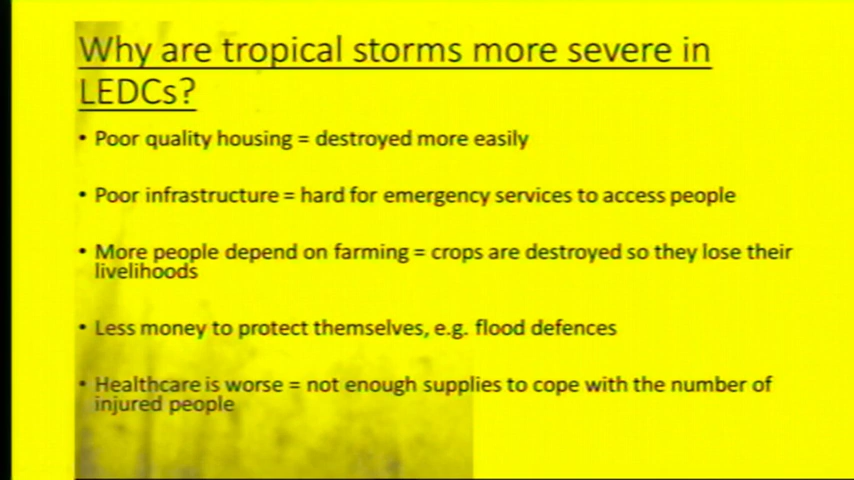 Why are tropical storms more severe in
LEDCs?
• Poor quality housing = destroyed more easily
• Poor infrastructure = hard for emergency services to access people
• More people depend on farming = crops are destroyed so they lose their
livelihoods
• Less money to protect themselves, e.g. flood defences
• Healthcare is worse = not enough supplies to cope with the number of
injured people